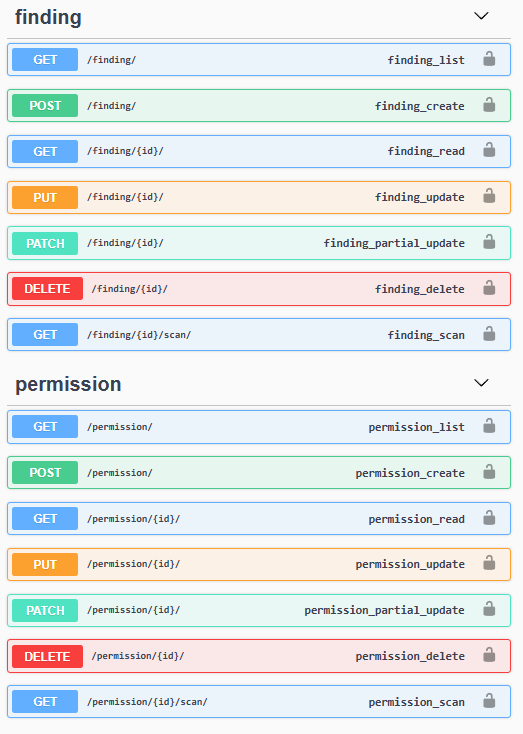 finding
GET /finding/ finding_list
POST /finding/ finding_create
GET /finding/{id}/ finding_read
PUT /finding/{id}/ finding_update
PATCH /finding/{id}/ finding_partial_update
DELETE /finding/{id}/ finding_delete
GET /finding/{id}/scan/ finding_scan
permission
GET /permission/ permission_list
POST /permission/ permission_create
GET /permission/{id}/ permission_read
PUT /permission/{id}/ permission_update
PATCH /permission/{id}/ permission_partial_update
DELETE /permission/{id}/ permission_delete
GET /permission/{id}/scan/ permission_scan